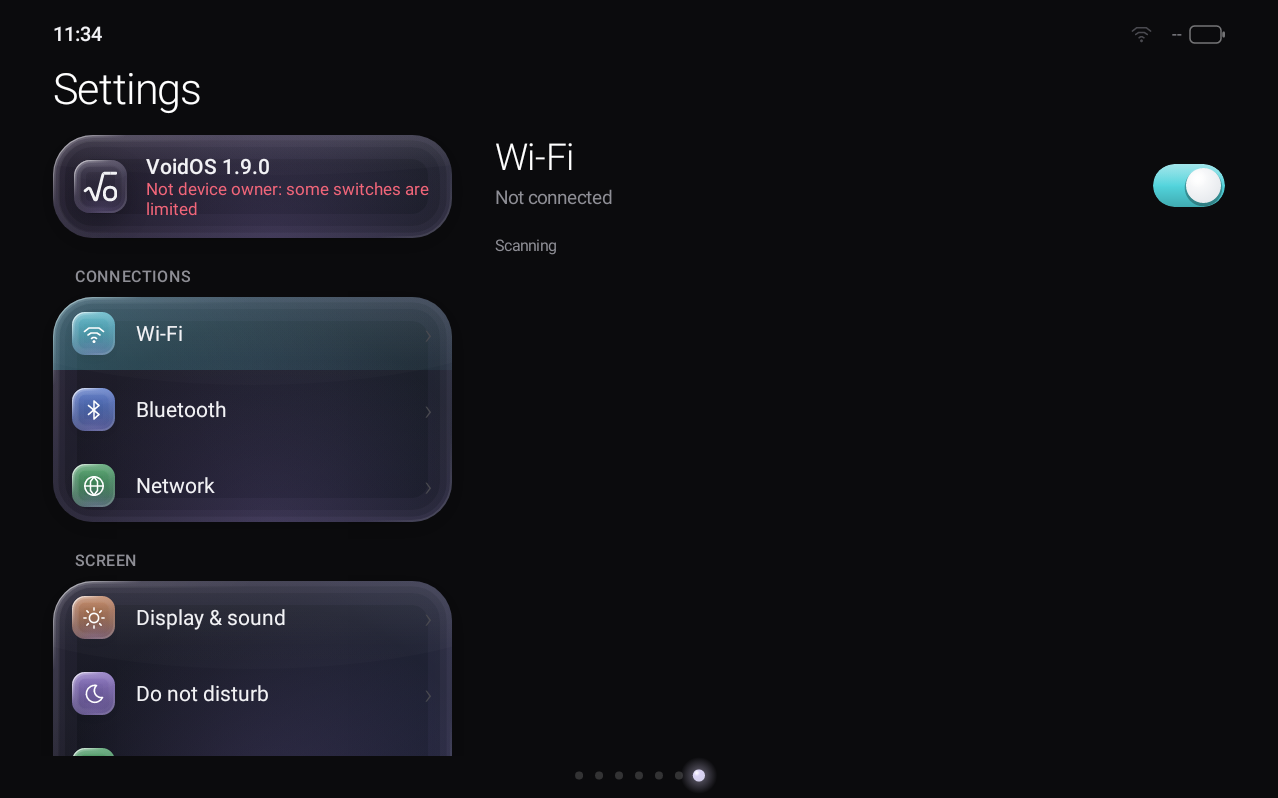 11:34
--
Settings
VoidOS 1.9.0
Not device owner: some switches are
limited
CONNECTIONS
Wi-Fi
Bluetooth
Network
SCREEN
Display & sound
Do not disturb
Wi-Fi
Not connected
Scanning